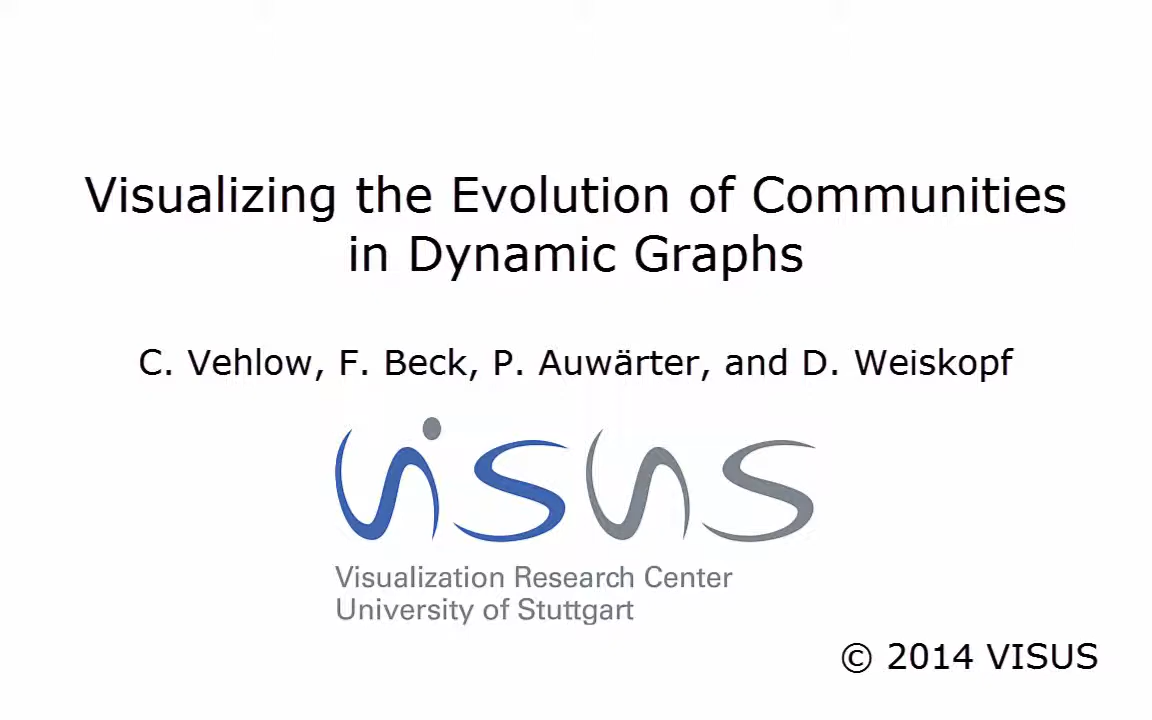 Visualizing the Evolution of Communities
in Dynamic Graphs
C. Vehlow, F. Beck, P. Auwärter, and D. Weiskopf
visus
Visualization Research Center
University of Stuttgart
© 2014 VISUS